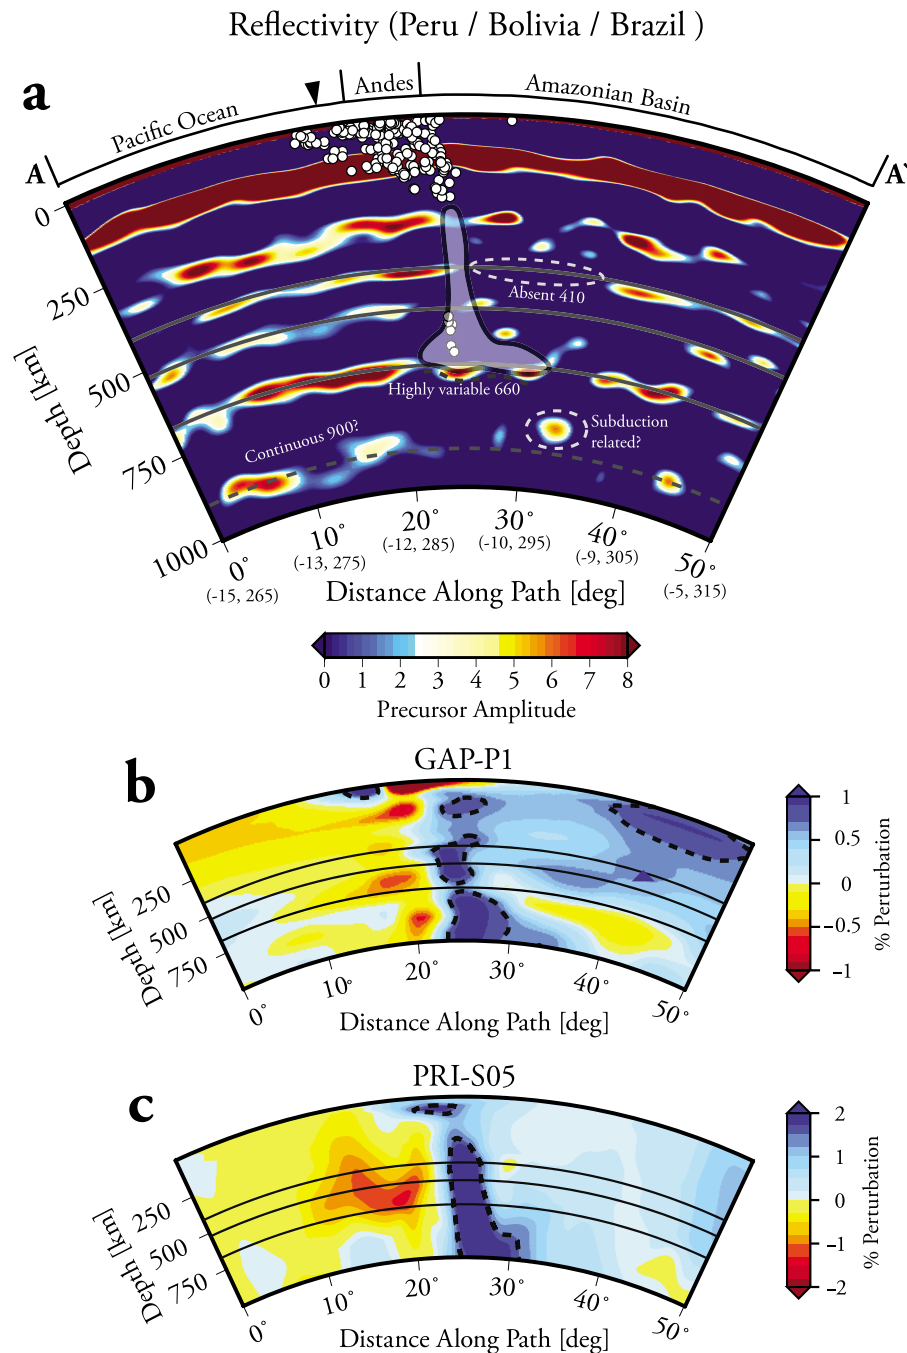 Reflectivity (Peru / Bolivia / Brazil )
a
Pacific Ocean
Andes
Amazonian Basin
A
A'
0
250
500
750
1000
Depth [km]
Absent 410
Highly variable 660
Continuous 900?
Subduction
related?
0°
10°
20°
30°
40°
50°
(-15, 265)
(-13, 275)
(-12, 285)
(-10, 295)
(-9, 305)
(-5, 315)
Distance Along Path [deg]
0 1 2 3 4 5 6 7 8
Precursor Amplitude
b
GAP-P1
250
500
750
Depth [km]
0°
10°
20°
30°
40°
50°
Distance Along Path [deg]
1
0.5
0
−0.5
−1
% Perturbation
c
PRI-S05
250
500
750
Depth [km]
0°
10°
20°
30°
40°
50°
Distance Along Path [deg]
2
1
0
−1
−2
% Perturbation